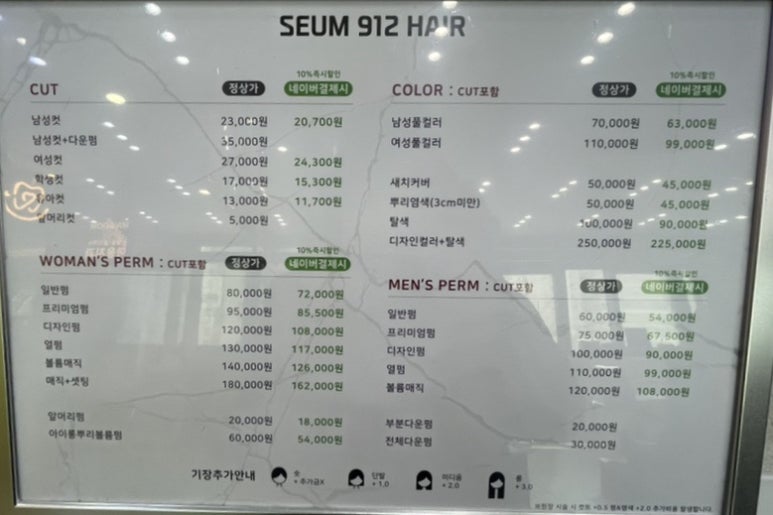 SEUM 912 HAIR
CUT 정상가 10%즉시할인 네이버결제시
남성컷 23,000원 20,700원
남성컷+다운펌 35,000원
여성컷 27,000원 24,300원
학생컷 17,000원 15,300원
13,000원 11,700원
앞머리컷 5,000원
WOMAN'S PERM : CUT포함 정상가 10%즉시할인 네이버결제시
일반펌 80,000원 72,000원
프리미엄펌 95,000원 85,500원
디자인펌 120,000원 108,000원
열펌 130,000원 117,000원
볼륨매직 140,000원 126,000원
매직+셋팅 180,000원 162,000원
앞머리펌 20,000원 18,000원
아이롱뿌리볼륨펌 60,000원 54,000원
COLOR : CUT포함 정상가 10%즉시할인 네이버결제시
남성풀컬러 70,000원 63,000원
여성풀컬러 110,000원 99,000원
새치커버 50,000원 45,000원
뿌리염색(3cm미만) 50,000원 45,000원
탈색 100,000원 90,000원
디자인컬러+탈색 250,000원 225,000원
MEN'S PERM : CUT포함 정상가 10%즉시할인 네이버결제시
일반펌 60,000원 54,000원
프리미엄펌 75,000원 67,500원
디자인펌 100,000원 90,000원
열펌 110,000원 99,000원
볼륨매직 120,000원 108,000원
부분다운펌 20,000원
전체다운펌 30,000원
기장추가안내 숏 + 추가금X 단발 + 1.0 미디움 + 2.0 롱 + 3.0